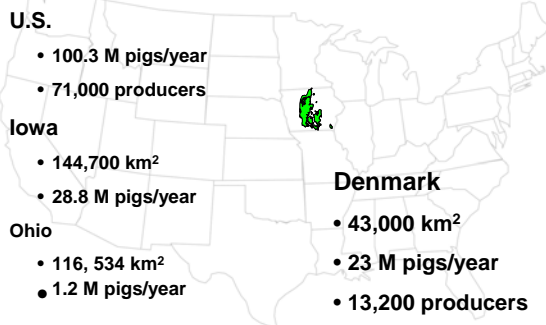 U.S.
• 100.3 M pigs/year
• 71,000 producers
Iowa
• 144,700 km²
• 28.8 M pigs/year
Ohio
• 116, 534 km²
• 1.2 M pigs/year
Denmark
• 43,000 km²
• 23 M pigs/year
• 13,200 producers